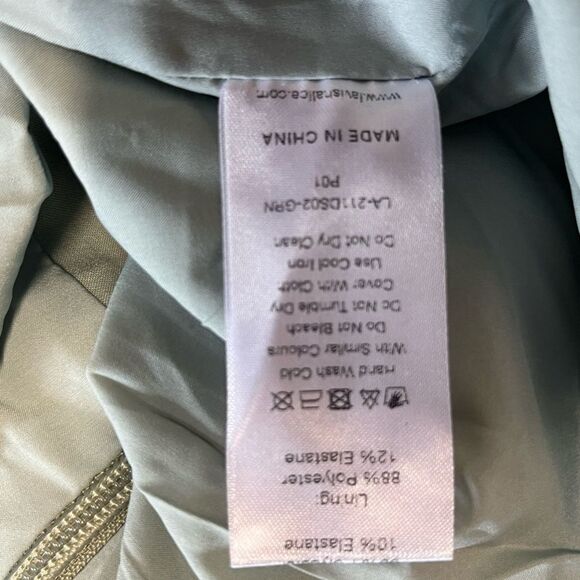 10% Elastane
Lining:
88% Polyester
12% Elastane
Hand Wash Cold
With Similar Colours
Do Not Bleach
Do Not Tumble Dry
Cover With Cloth
Use Cool Iron
Do Not Dry Clean
LA-211DS02-GRN
P01
MADE IN CHINA
www.lavisnalice.com